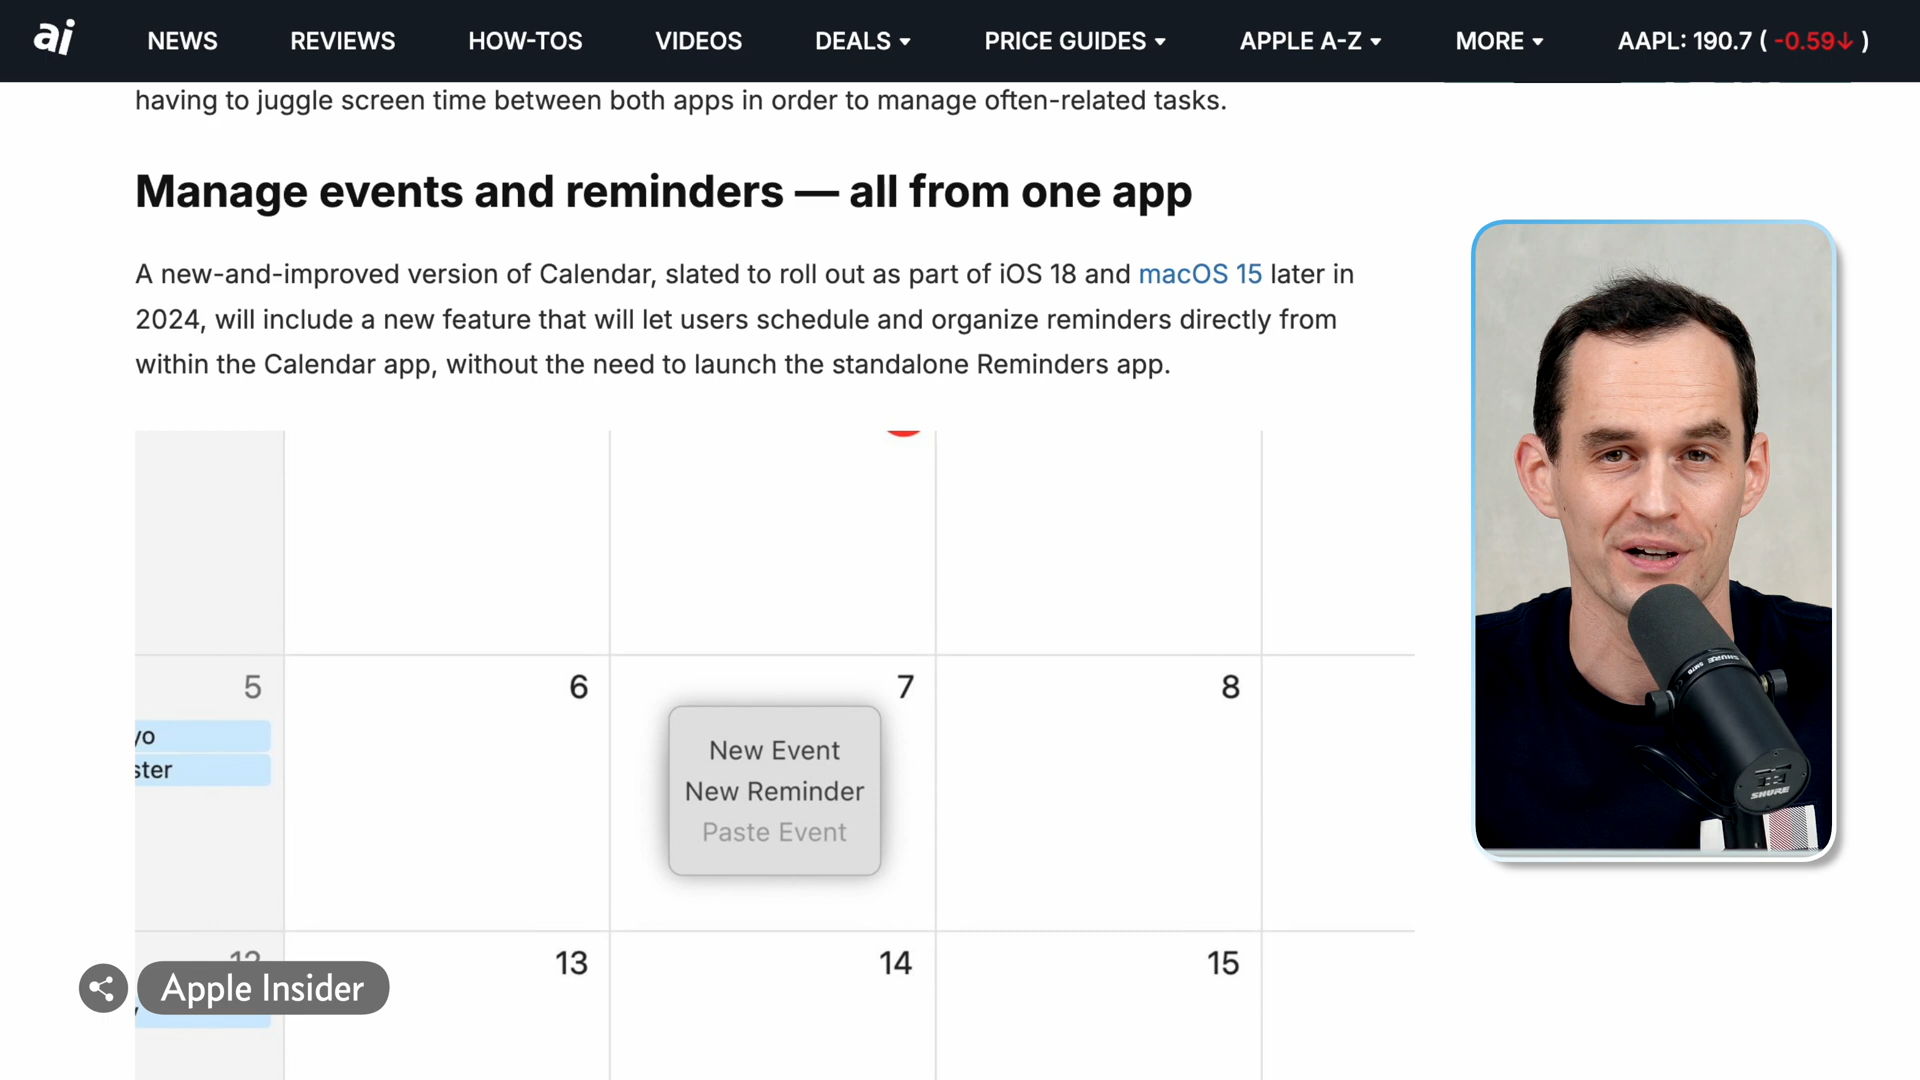 ai NEWS REVIEWS HOW-TOS VIDEOS DEALS PRICE GUIDES APPLE A-Z MORE AAPL: 190.7 ( -0.59↓ )
having to juggle screen time between both apps in order to manage often-related tasks.
Manage events and reminders — all from one app
A new-and-improved version of Calendar, slated to roll out as part of iOS 18 and macOS 15 later in
2024, will include a new feature that will let users schedule and organize reminders directly from
within the Calendar app, without the need to launch the standalone Reminders app.
5 6 7 8
yo
ster
New Event
New Reminder
Paste Event
12 13 14 15
Apple Insider
SHURE SM7B
SHURE